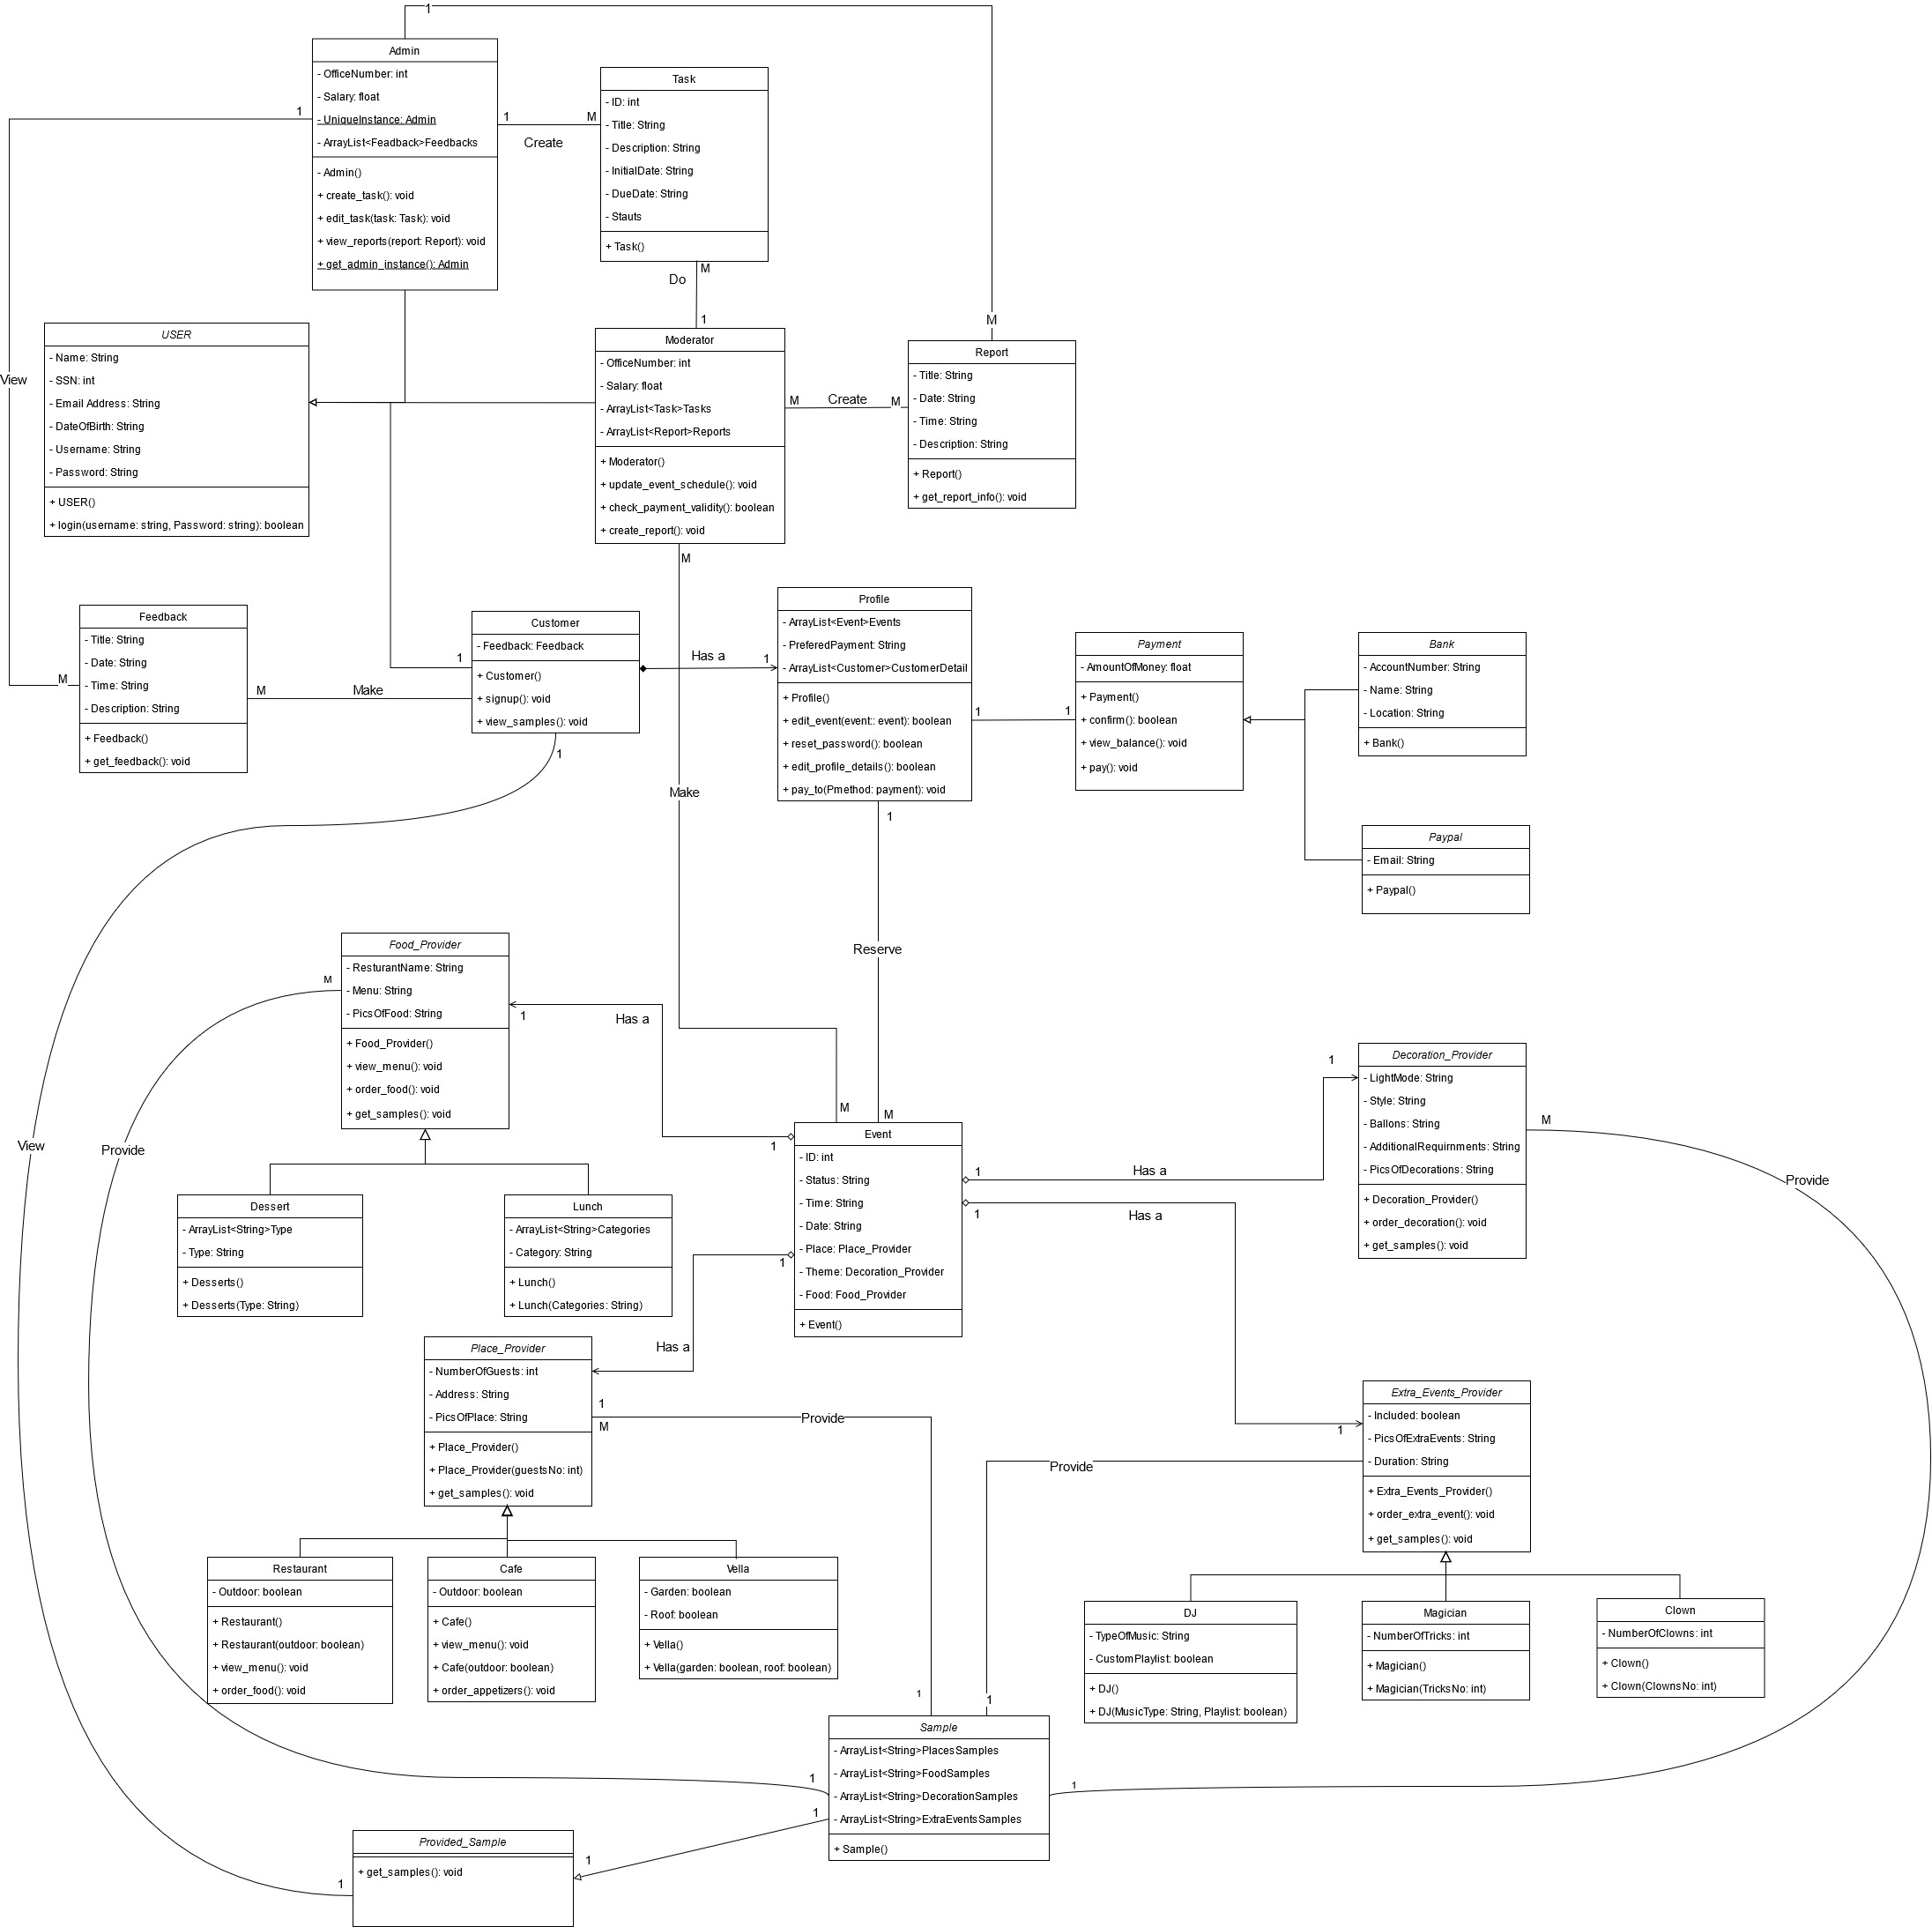 1
Admin
- OfficeNumber: int
- Salary: float
- UniqueInstance: Admin
- ArrayList<Feadback>Feedbacks
- Admin()
+ create_task(): void
+ edit_task(task: Task): void
+ view_reports(report: Report): void
+ get_admin_instance(): Admin
1
1
M
Create
Task
- ID: int
- Title: String
- Description: String
- InitialDate: String
- DueDate: String
- Stauts
+ Task()
M
Do
1
M
View
USER
- Name: String
- SSN: int
- Email Address: String
- DateOfBirth: String
- Username: String
- Password: String
+ USER()
+ login(username: string, Password: string): boolean
Moderator
- OfficeNumber: int
- Salary: float
- ArrayList<Task>Tasks
- ArrayList<Report>Reports
+ Moderator()
+ update_event_schedule(): void
+ check_payment_validity(): boolean
+ create_report(): void
M
M
Create
M
Report
- Title: String
- Date: String
- Time: String
- Description: String
+ Report()
+ get_report_info(): void
Feedback
- Title: String
- Date: String
- Time: String
- Description: String
+ Feedback()
+ get_feedback(): void
M
M
Make
1
Customer
- Feedback: Feedback
+ Customer()
+ signup(): void
+ view_samples(): void
1
Has a
1
Profile
- ArrayList<Event>Events
- PreferedPayment: String
- ArrayList<Customer>CustomerDetail
+ Profile()
+ edit_event(event:: event): boolean
+ reset_password(): boolean
+ edit_profile_details(): boolean
+ pay_to(Pmethod: payment): void
1
1
1
Payment
- AmountOfMoney: float
+ Payment()
+ confirm(): boolean
+ view_balance(): void
+ pay(): void
Bank
- AccountNumber: String
- Name: String
- Location: String
+ Bank()
Paypal
- Email: String
+ Paypal()
Make
Reserve
Food_Provider
- ResturantName: String
- Menu: String
- PicsOfFood: String
+ Food_Provider()
+ view_menu(): void
+ order_food(): void
+ get_samples(): void
M
1
Has a
1
M
M
View
Provide
Event
- ID: int
- Status: String
- Time: String
- Date: String
- Place: Place_Provider
- Theme: Decoration_Provider
- Food: Food_Provider
+ Event()
1
Has a
1
1
Has a
Decoration_Provider
- LightMode: String
- Style: String
- Ballons: String
- AdditionalRequirnments: String
- PicsOfDecorations: String
+ Decoration_Provider()
+ order_decoration(): void
+ get_samples(): void
M
Provide
Dessert
- ArrayList<String>Type
- Type: String
+ Desserts()
+ Desserts(Type: String)
Lunch
- ArrayList<String>Categories
- Category: String
+ Lunch()
+ Lunch(Categories: String)
1
Has a
Place_Provider
- NumberOfGuests: int
- Address: String
- PicsOfPlace: String
+ Place_Provider()
+ Place_Provider(guestsNo: int)
+ get_samples(): void
1
M
Provide
1
Provide
Extra_Events_Provider
- Included: boolean
- PicsOfExtraEvents: String
- Duration: String
+ Extra_Events_Provider()
+ order_extra_event(): void
+ get_samples(): void
Restaurant
- Outdoor: boolean
+ Restaurant()
+ Restaurant(outdoor: boolean)
+ view_menu(): void
+ order_food(): void
Cafe
- Outdoor: boolean
+ Cafe()
+ view_menu(): void
+ Cafe(outdoor: boolean)
+ order_appetizers(): void
Vella
- Garden: boolean
- Roof: boolean
+ Vella()
+ Vella(garden: boolean, roof: boolean)
DJ
- TypeOfMusic: String
- CustomPlaylist: boolean
+ DJ()
+ DJ(MusicType: String, Playlist: boolean)
Magician
- NumberOfTricks: int
+ Magician()
+ Magician(TricksNo: int)
Clown
- NumberOfClowns: int
+ Clown()
+ Clown(ClownsNo: int)
1
1
Sample
- ArrayList<String>PlacesSamples
- ArrayList<String>FoodSamples
- ArrayList<String>DecorationSamples
- ArrayList<String>ExtraEventsSamples
+ Sample()
1
1
1
1
Provided_Sample
+ get_samples(): void
1